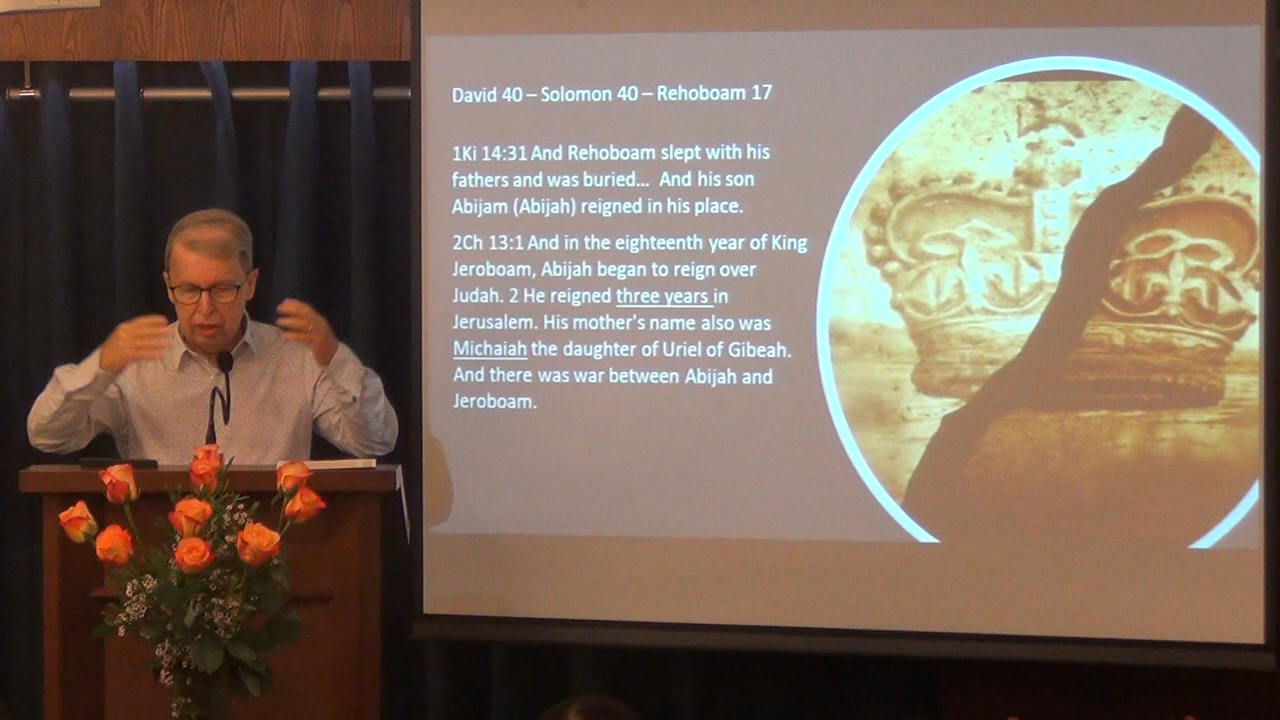 David 40 – Solomon 40 – Rehoboam 17
1Ki 14:31 And Rehoboam slept with his
fathers and was buried... And his son
Abijam (Abijah) reigned in his place.
2Ch 13:1 And in the eighteenth year of King
Jeroboam, Abijah began to reign over
Judah. 2 He reigned three years in
Jerusalem. His mother's name also was
Michaiah the daughter of Uriel of Gibeah.
And there was war between Abijah and
Jeroboam.